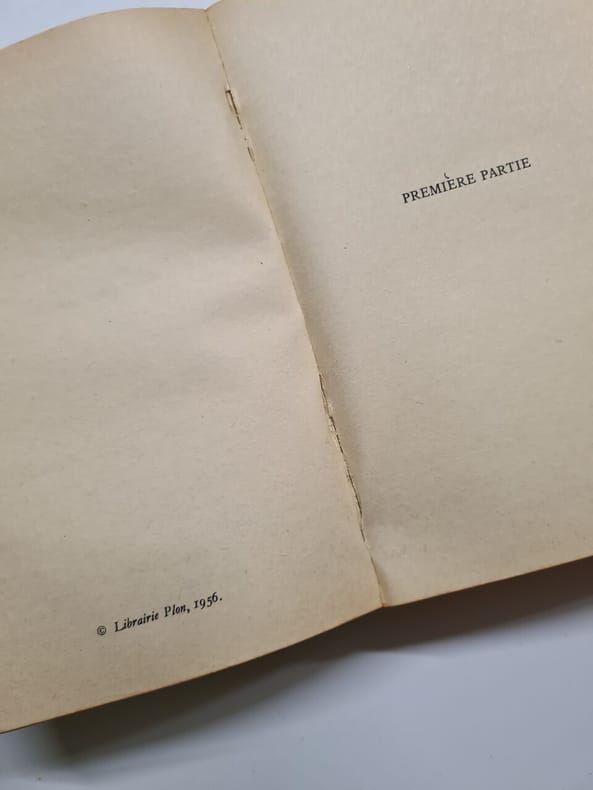 © Librairie Plon, 1956.
PREMIÈRE PARTIE